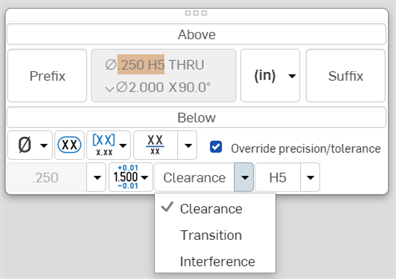 Above
Prefix
Ø .250 H5 THRU
⌵Ø2.000 X90.0°
(in)
Suffix
Below
Ø
XX
[XX]
x.xx
XX
xx
Override precision/tolerance
.250
+0.01
1.500
-0.01
Clearance
H5
Clearance
Transition
Interference